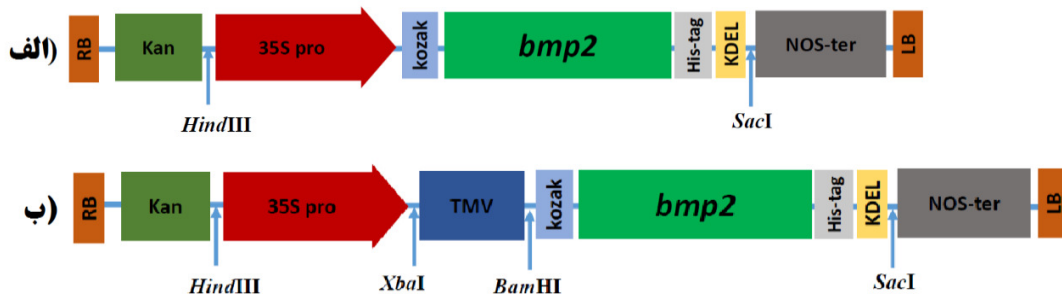 الف)
RB Kan 35S pro kozak bmp2 His-tag KDEL NOS-ter LB
HindIII SacI
ب)
RB Kan 35S pro TMV kozak bmp2 His-tag KDEL NOS-ter LB
HindIII XbaI BamHI SacI